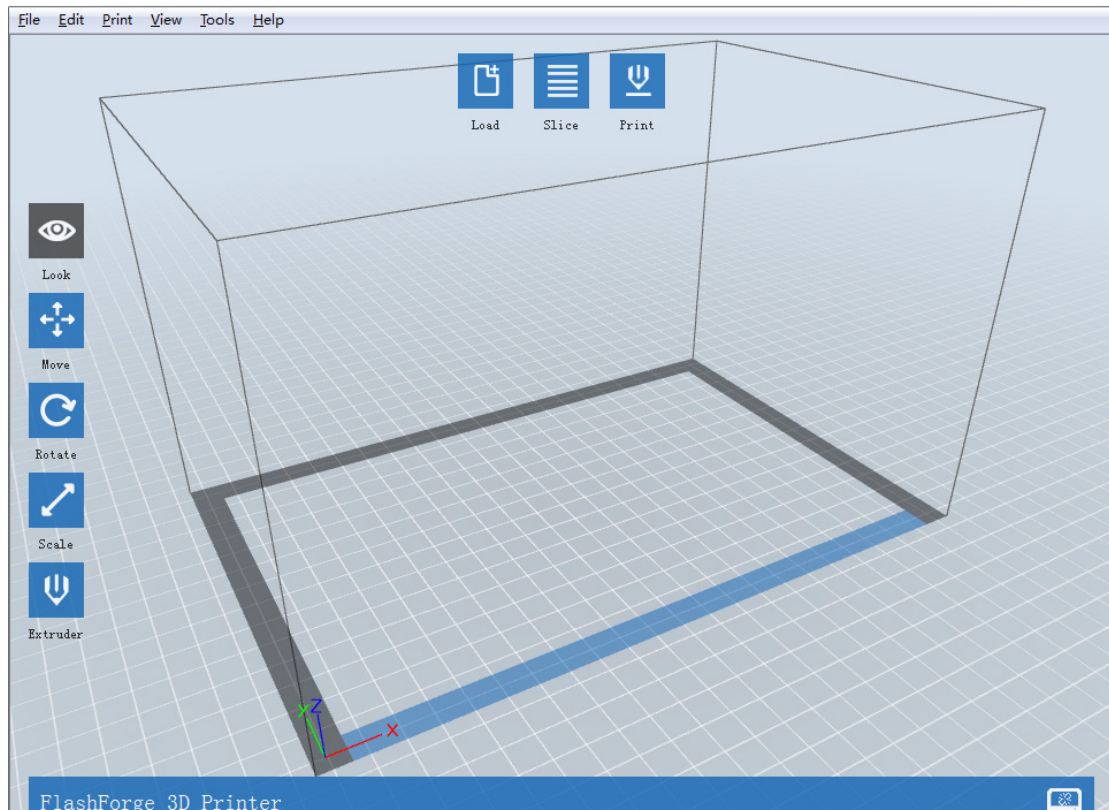 File Edit Print View Tools Help
Load Slice Print
Look
Move
Rotate
Scale
Extruder
Y Z X
FlashForge 3D Printer